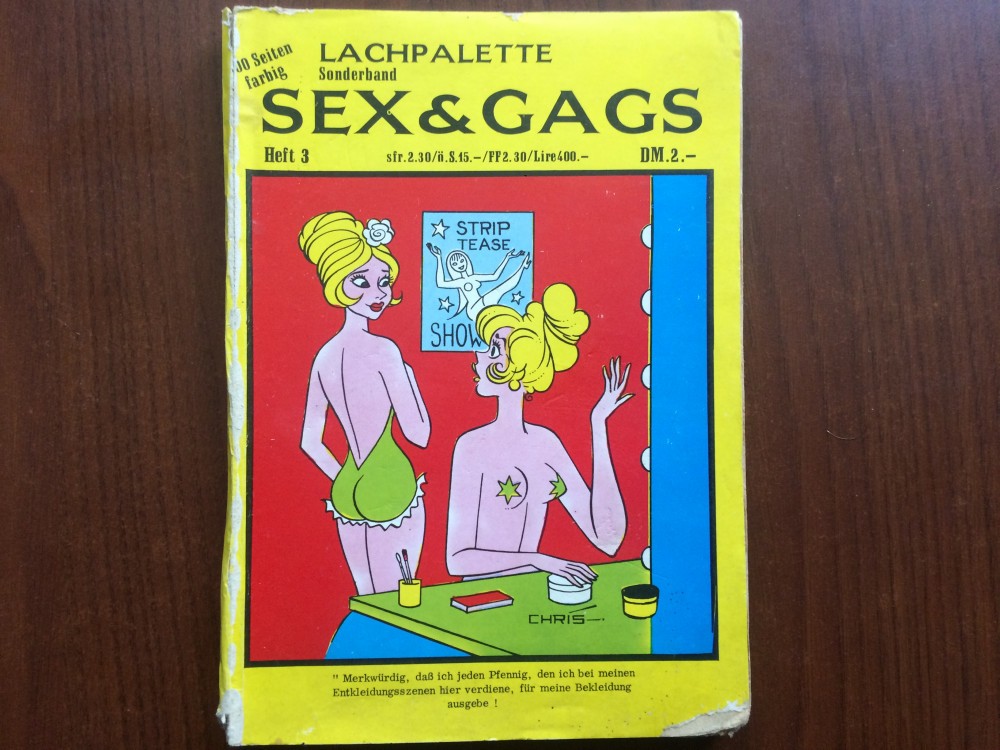 00 Seiten
farbig
LACHPALETTE
Sonderband
SEX&GAGS
Heft 3
sfr.2.30/ö.S.15.–/FF2.30/Lire400.–
DM.2.–
STRIP
TEASE
SHOW
CHRIS
" Merkwürdig, daß ich jeden Pfennig, den ich bei meinen
Entkleidungsszenen hier verdiene, für meine Bekleidung
ausgebe !